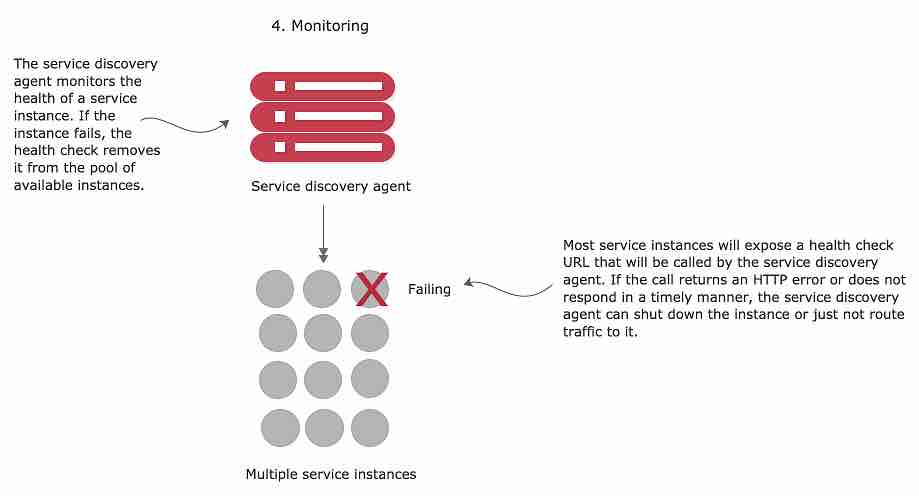 4. Monitoring
The service discovery
agent monitors the
health of a service
instance. If the
instance fails, the
health check removes
it from the pool of
available instances.
Service discovery agent
Most service instances will expose a health check
URL that will be called by the service discovery
agent. If the call returns an HTTP error or does not
respond in a timely manner, the service discovery
agent can shut down the instance or just not route
traffic to it.
X
Failing
Multiple service instances